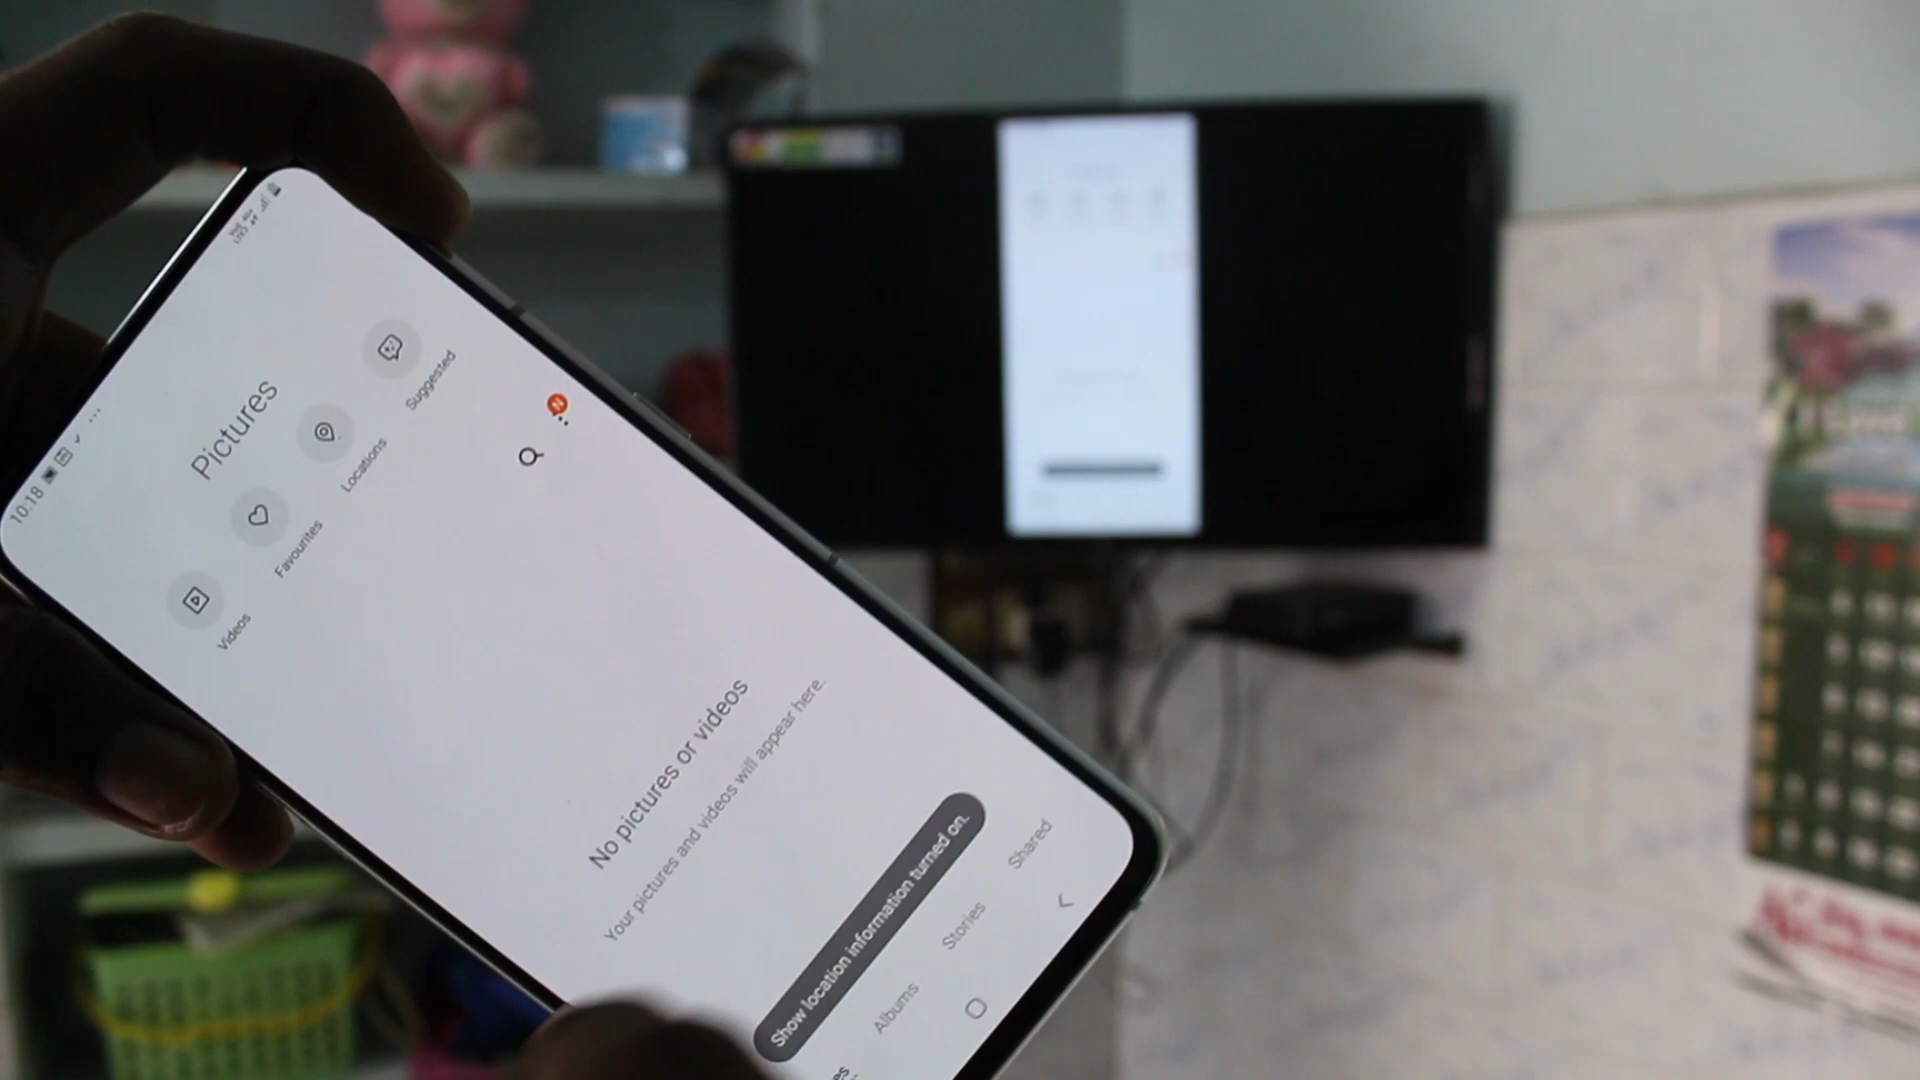 10:18
Pictures
Videos
Favourites
Locations
Suggested
N
No pictures or videos
Your pictures and videos will appear here.
Show location information turned on.
Albums
Stories
Shared